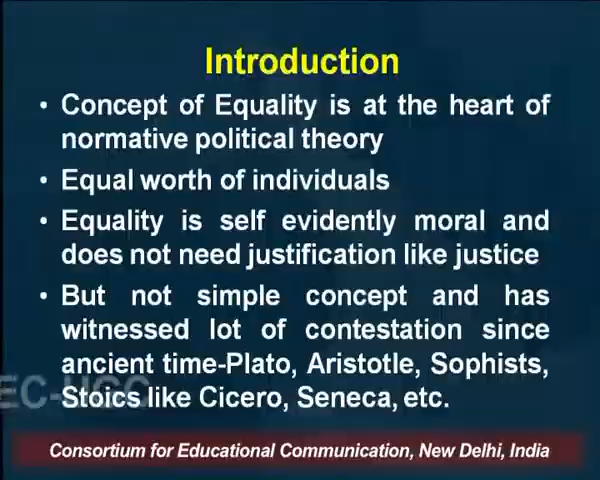 Introduction
• Concept of Equality is at the heart of
normative political theory
• Equal worth of individuals
• Equality is self evidently moral and
does not need justification like justice
• But not simple concept and has
witnessed lot of contestation since
ancient time-Plato, Aristotle, Sophists,
Stoics like Cicero, Seneca, etc.
EC-UGC
Consortium for Educational Communication, New Delhi, India